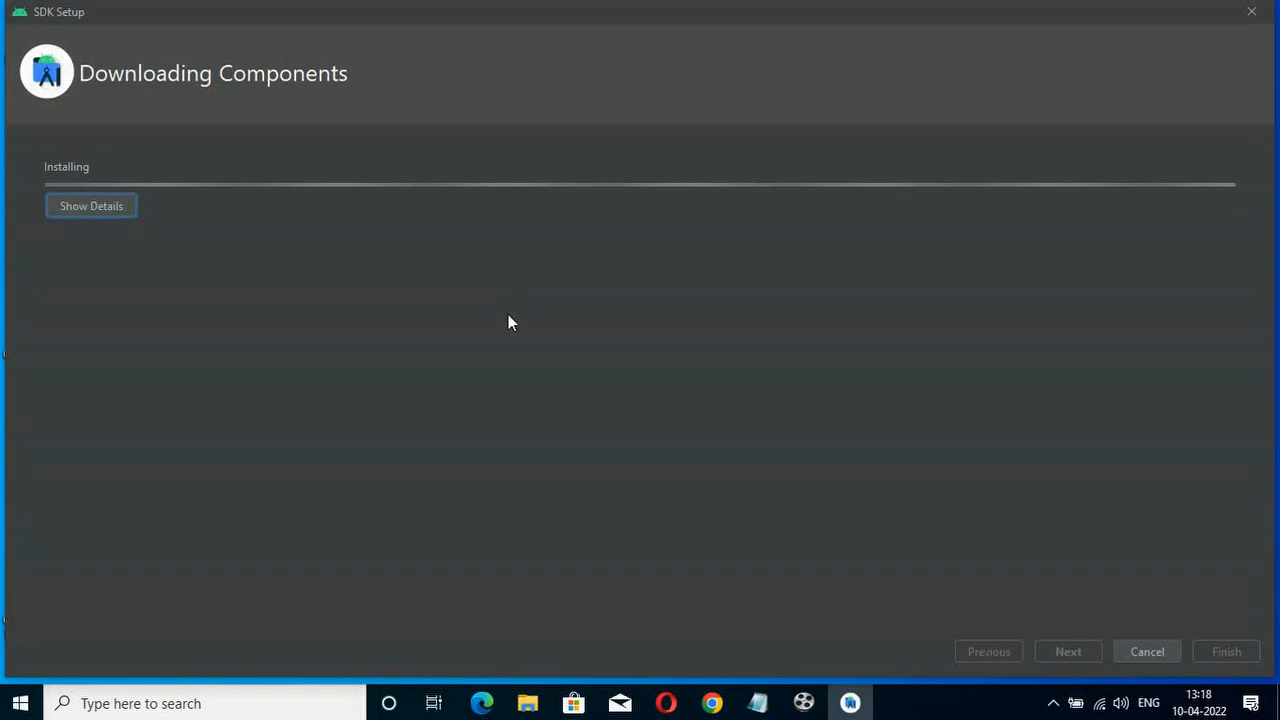 SDK Setup
Downloading Components
Installing
Show Details
Previous
Next
Cancel
Finish
Type here to search
ENG
13:18
10-04-2022